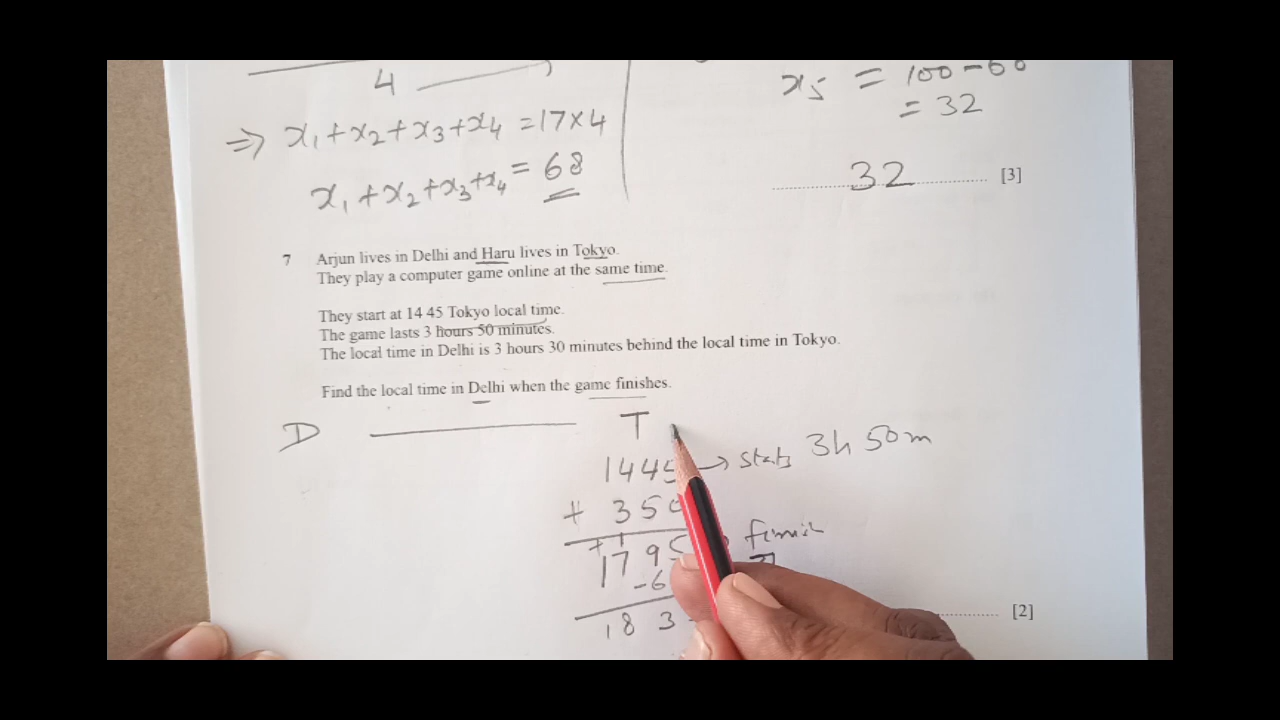 4
⇒ x₁+x₂+x₃+x₄ = 17×4
x₁+x₂+x₃+x₄ = 68
x₅ = 100-68
= 32
32 [3]
7 Arjun lives in Delhi and Haru lives in Tokyo.
They play a computer game online at the same time.
They start at 14 45 Tokyo local time.
The game lasts 3 hours 50 minutes.
The local time in Delhi is 3 hours 30 minutes behind the local time in Tokyo.
Find the local time in Delhi when the game finishes.
D T
1445 → starts 3h 50m
+ 350
+1
1795 finish
-6
183
[2]